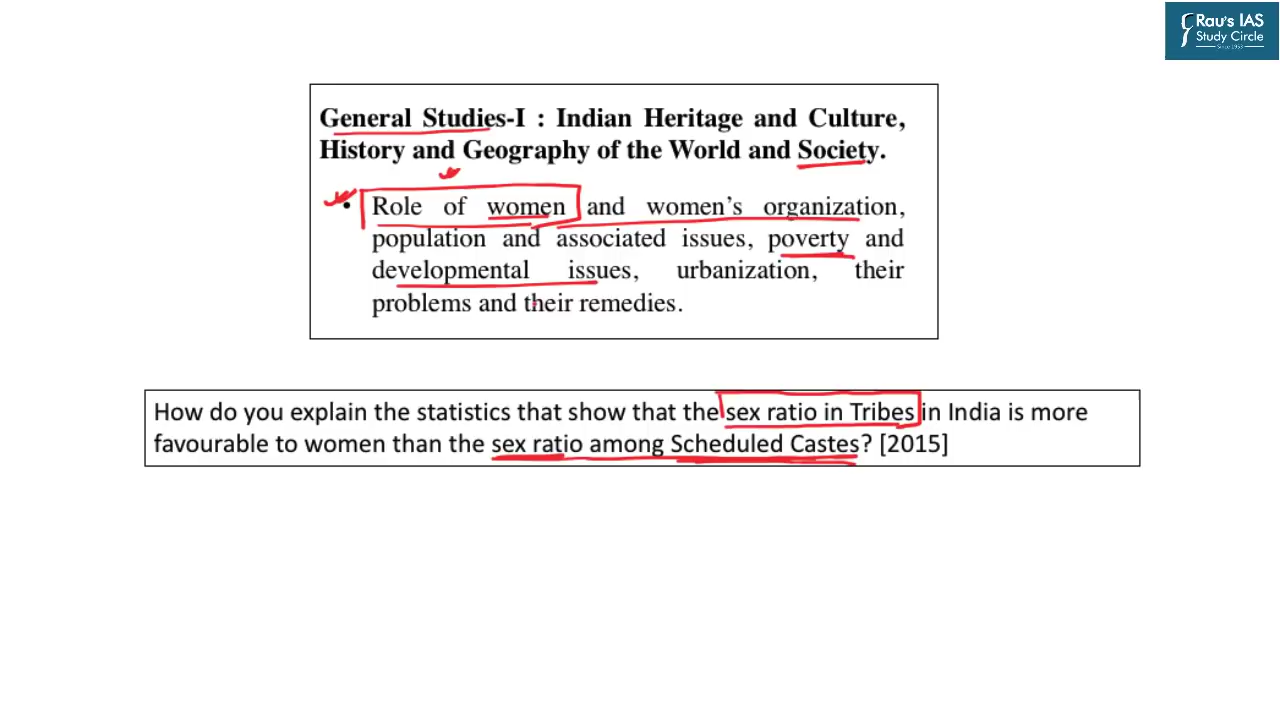 Rau's IAS
Study Circle
Since 1953
General Studies-I : Indian Heritage and Culture,
History and Geography of the World and Society.
• Role of women and women's organization,
population and associated issues, poverty and
developmental issues, urbanization, their
problems and their remedies.
How do you explain the statistics that show that the sex ratio in Tribes in India is more
favourable to women than the sex ratio among Scheduled Castes? [2015]